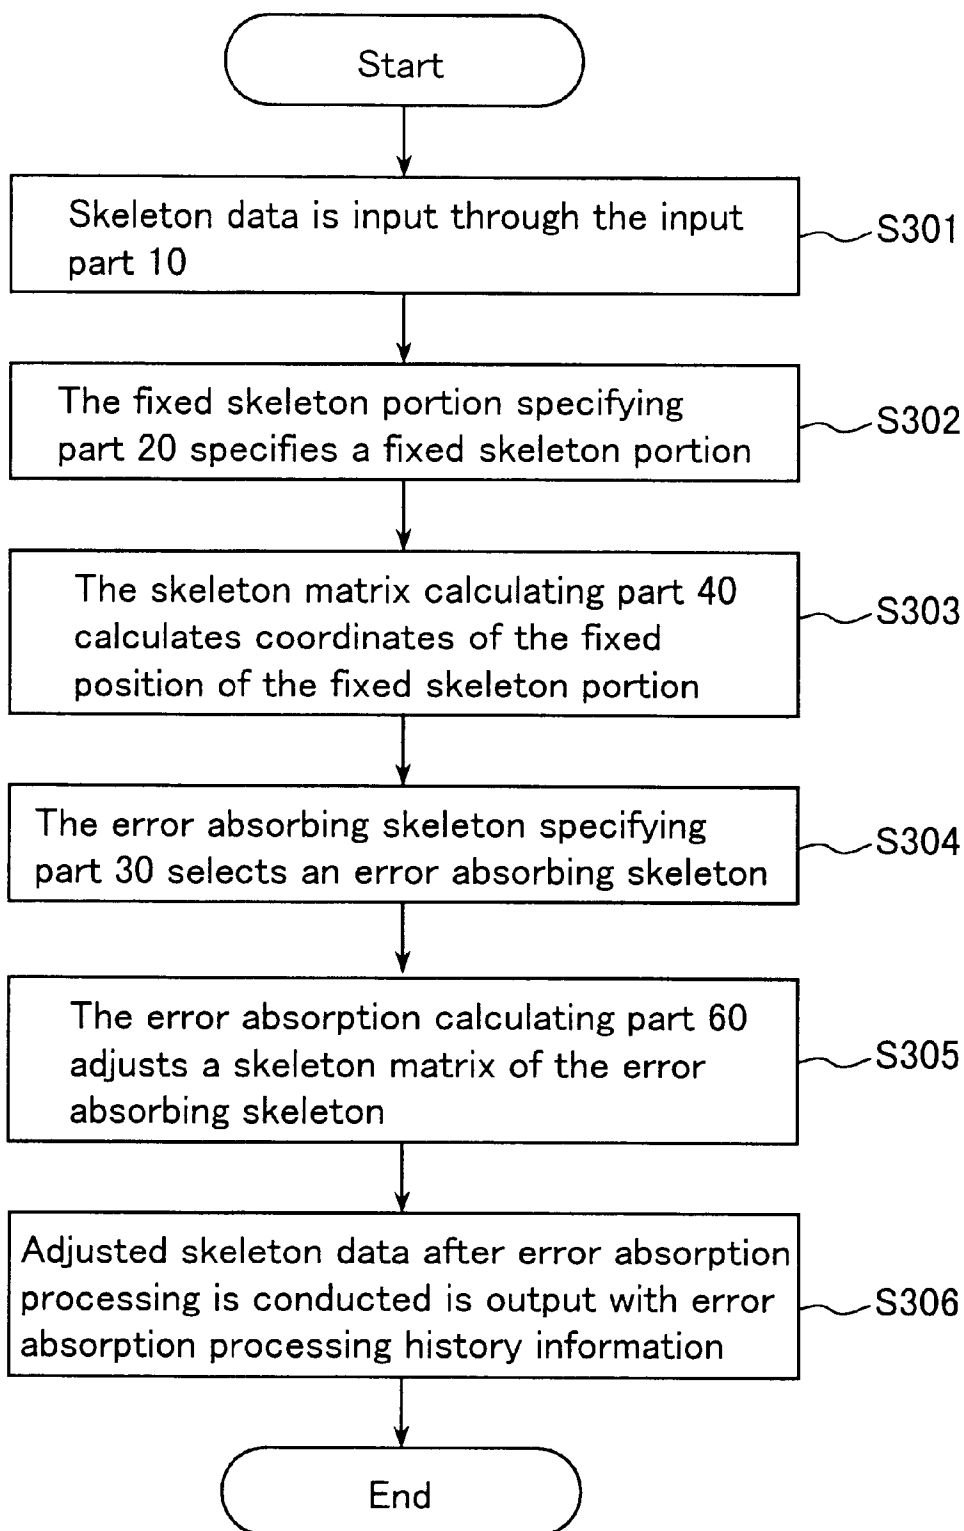 Start
Skeleton data is input through the input
part 10
S301
The fixed skeleton portion specifying
part 20 specifies a fixed skeleton portion
S302
The skeleton matrix calculating part 40
calculates coordinates of the fixed
position of the fixed skeleton portion
S303
The error absorbing skeleton specifying
part 30 selects an error absorbing skeleton
S304
The error absorption calculating part 60
adjusts a skeleton matrix of the error
absorbing skeleton
S305
Adjusted skeleton data after error absorption
processing is conducted is output with error
absorption processing history information
S306
End